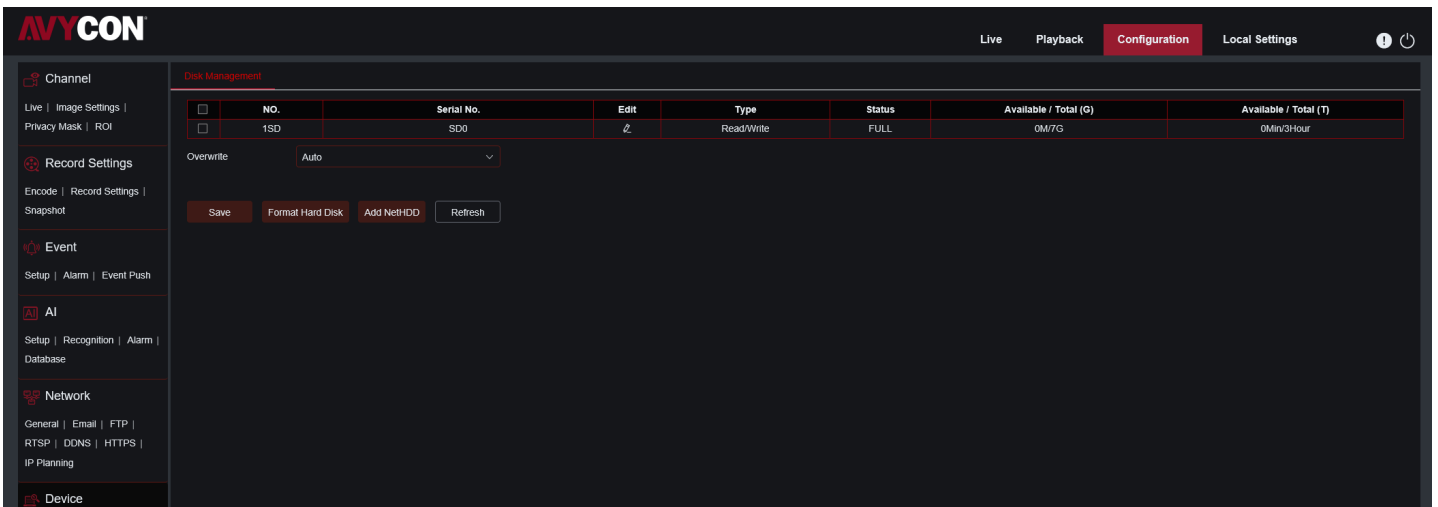 AVYCON
Live Playback Configuration Local Settings
Channel
Live | Image Settings |
Privacy Mask | ROI
Record Settings
Encode | Record Settings |
Snapshot
Event
Setup | Alarm | Event Push
AI AI
Setup | Recognition | Alarm |
Database
Network
General | Email | FTP |
RTSP | DDNS | HTTPS |
IP Planning
Device
Disk Management
NO. Serial No. Edit Type Status Available / Total (G) Available / Total (T)
1SD SD0 Read/Write FULL 0M/7G 0Min/3Hour
Overwrite Auto
Save Format Hard Disk Add NetHDD Refresh